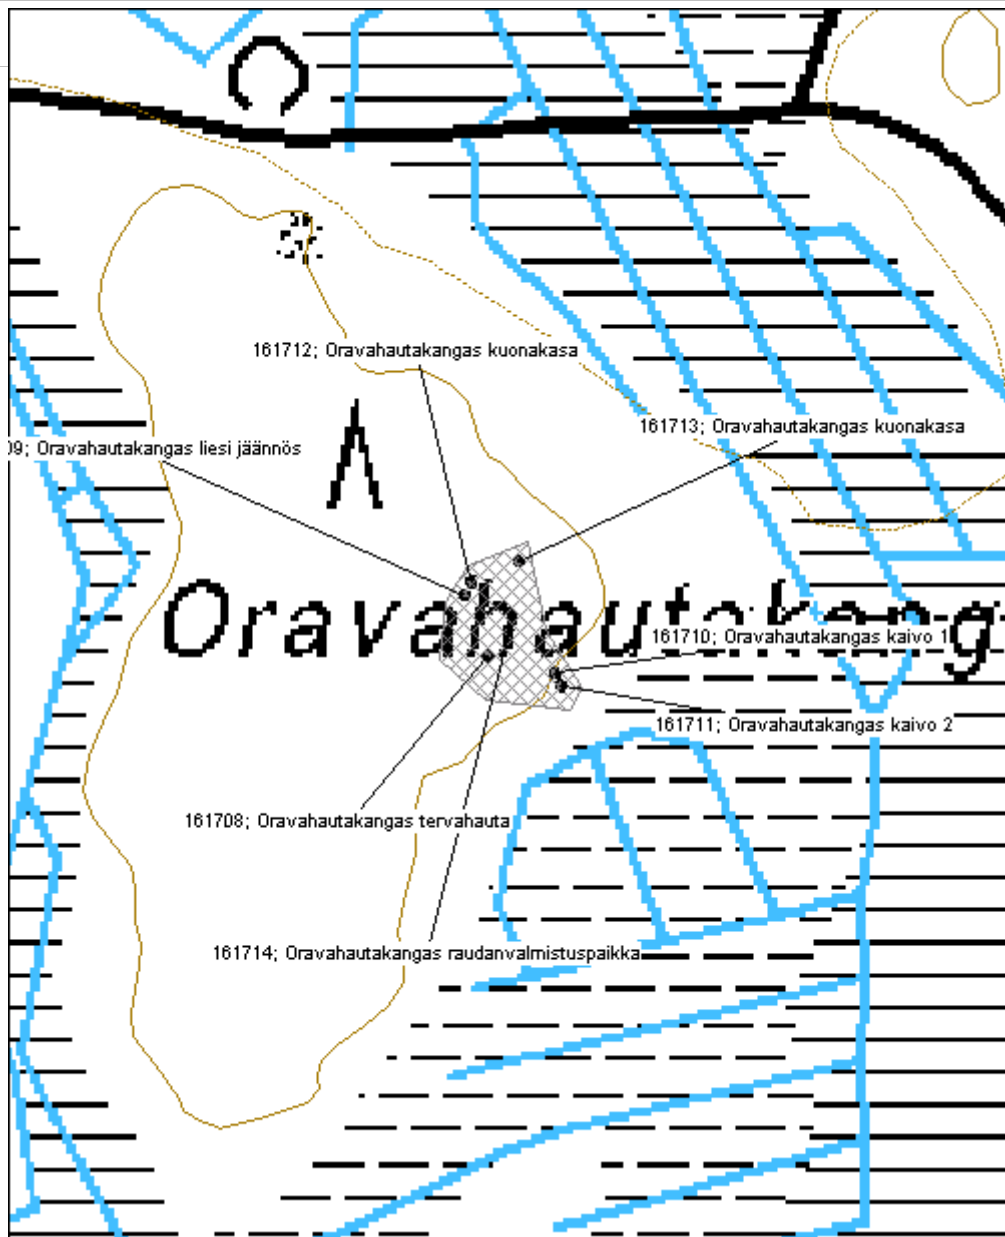 161712; Oravahautakangas kuonakasa
161713; Oravahautakangas kuonakasa
09; Oravahautakangas liesi jäännös
Oravahautakang
161710; Oravahautakangas kaivo 1
161711; Oravahautakangas kaivo 2
161708; Oravahautakangas tervahauta
161714; Oravahautakangas raudanvalmistuspaikka